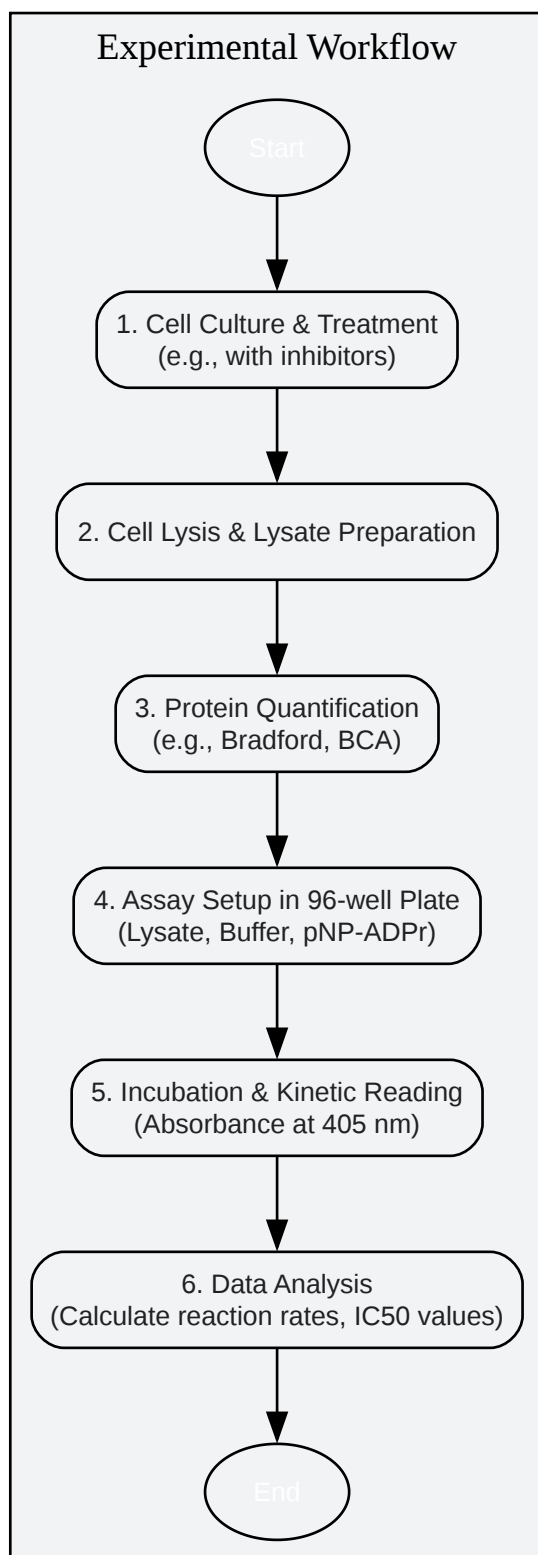 Experimental Workflow
Start
1. Cell Culture & Treatment
(e.g., with inhibitors)
2. Cell Lysis & Lysate Preparation
3. Protein Quantification
(e.g., Bradford, BCA)
4. Assay Setup in 96-well Plate
(Lysate, Buffer, pNP-ADPr)
5. Incubation & Kinetic Reading
(Absorbance at 405 nm)
6. Data Analysis
(Calculate reaction rates, IC50 values)
End